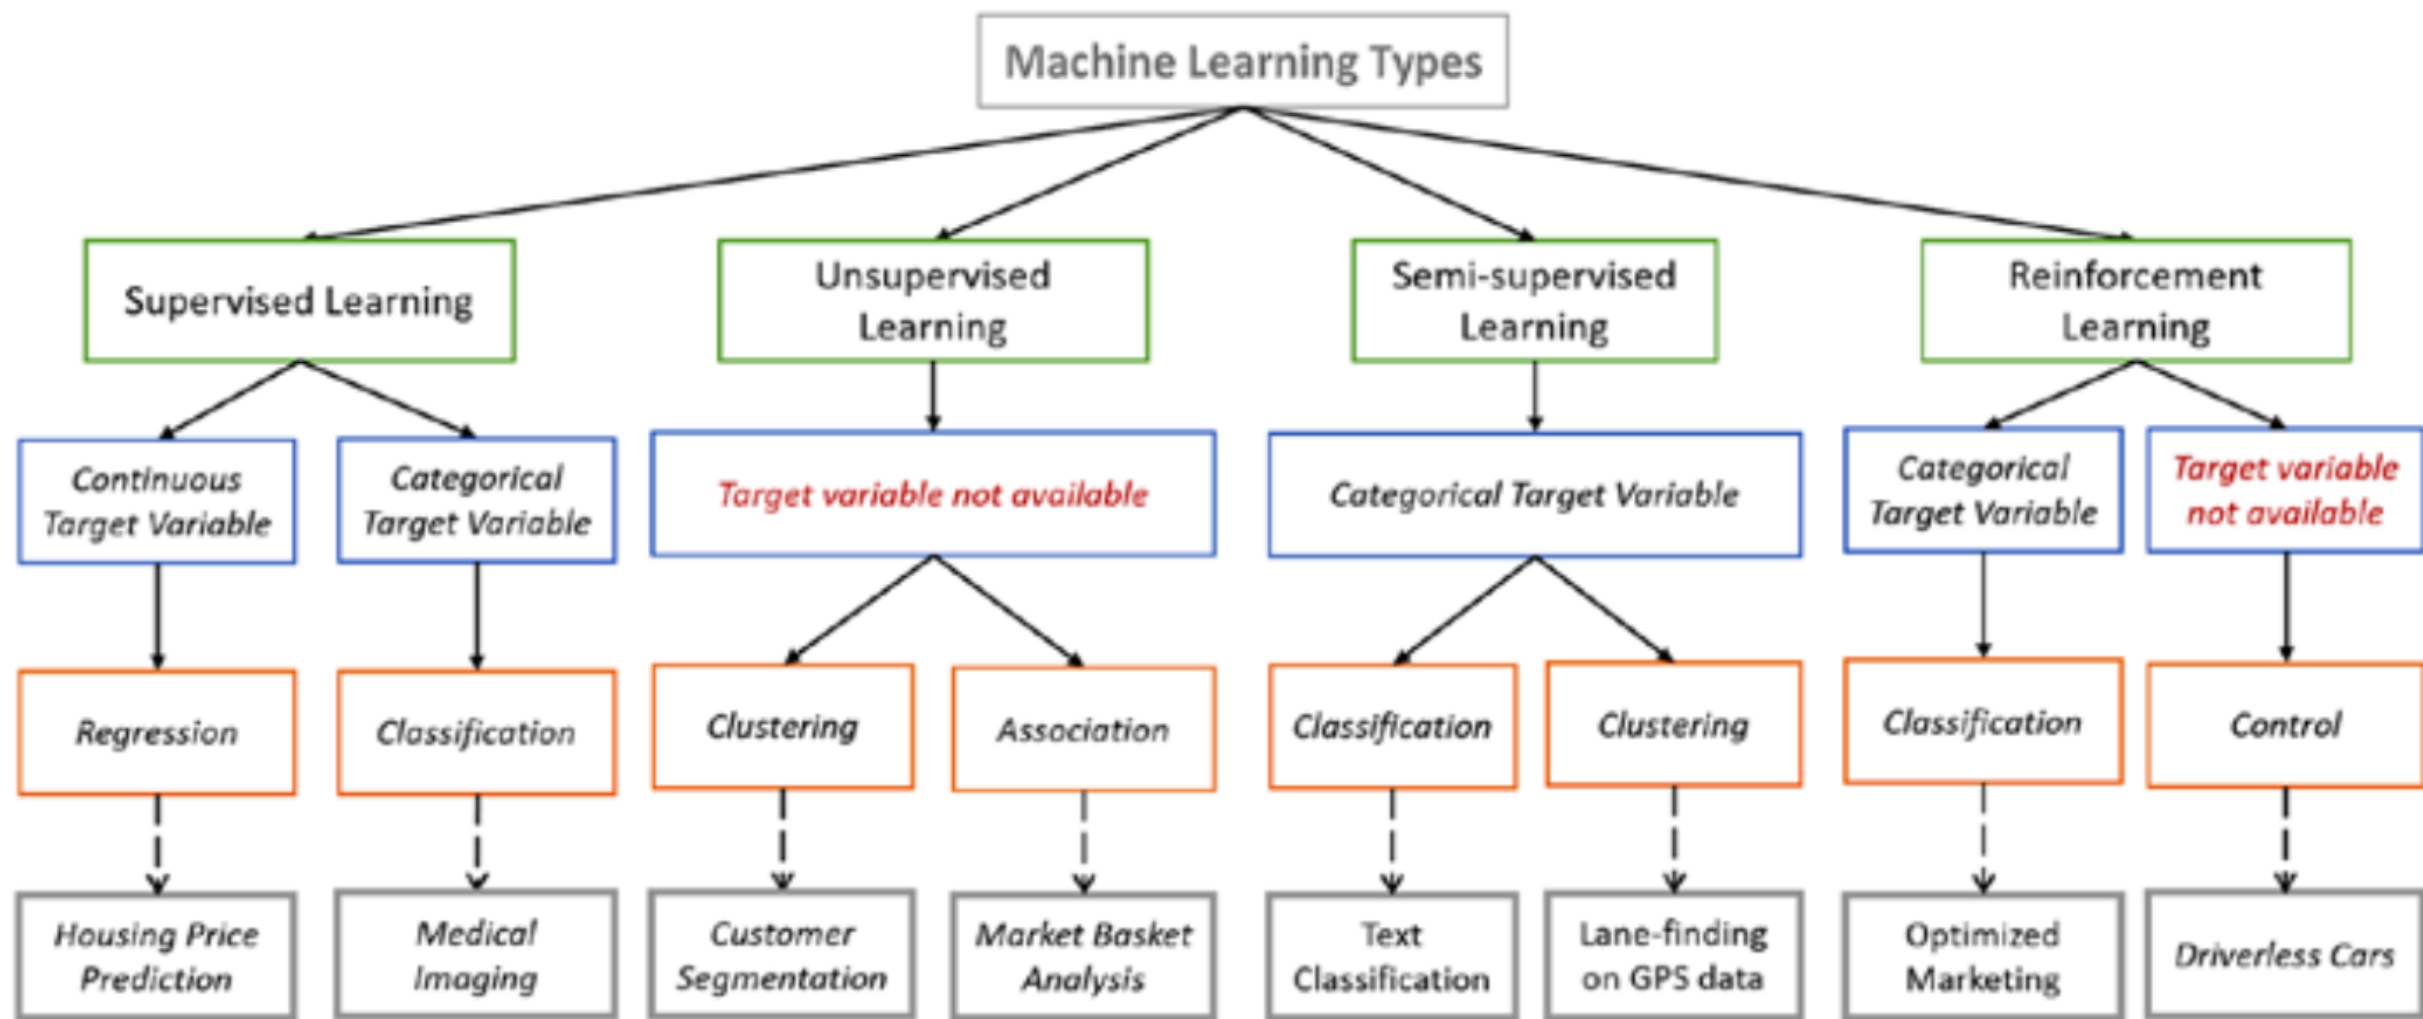 Machine Learning Types
Supervised Learning
Unsupervised
Learning
Semi-supervised
Learning
Reinforcement
Learning
Continuous
Target Variable
Categorical
Target Variable
Target variable not available
Categorical Target Variable
Categorical
Target Variable
Target variable
not available
Regression
Classification
Clustering
Association
Classification
Clustering
Classification
Control
Housing Price
Prediction
Medical
Imaging
Customer
Segmentation
Market Basket
Analysis
Text
Classification
Lane-finding
on GPS data
Optimized
Marketing
Driverless Cars